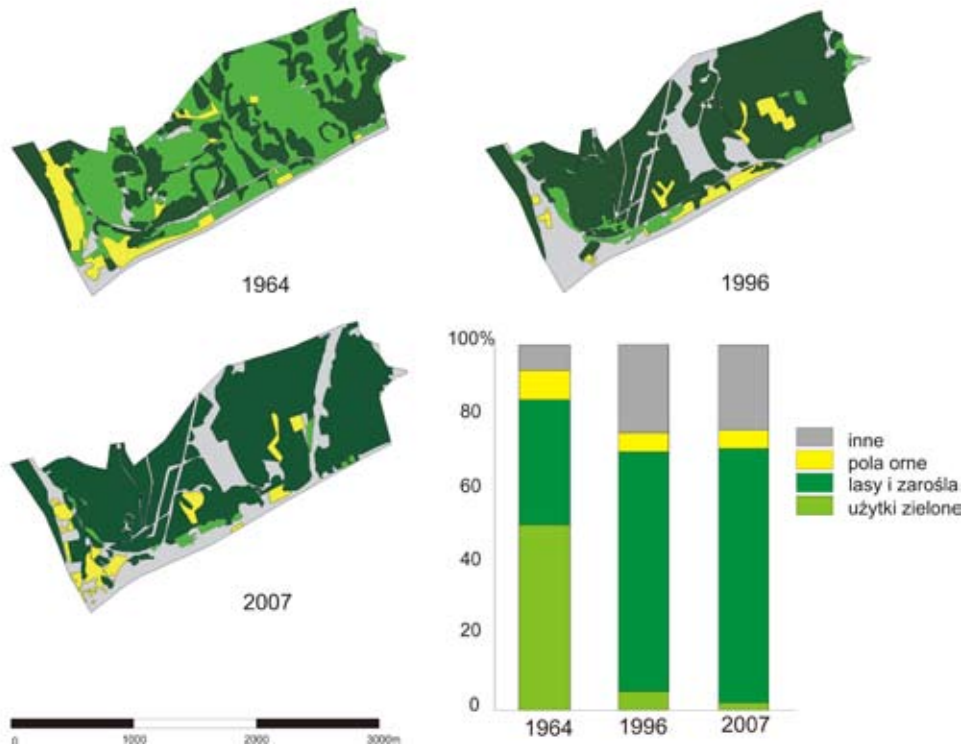 1964
1996
2007
0 1000 2000 3000m
100%
80
60
40
20
0
1964 1996 2007
inne
pola orne
lasy i zarośla
użytki zielone